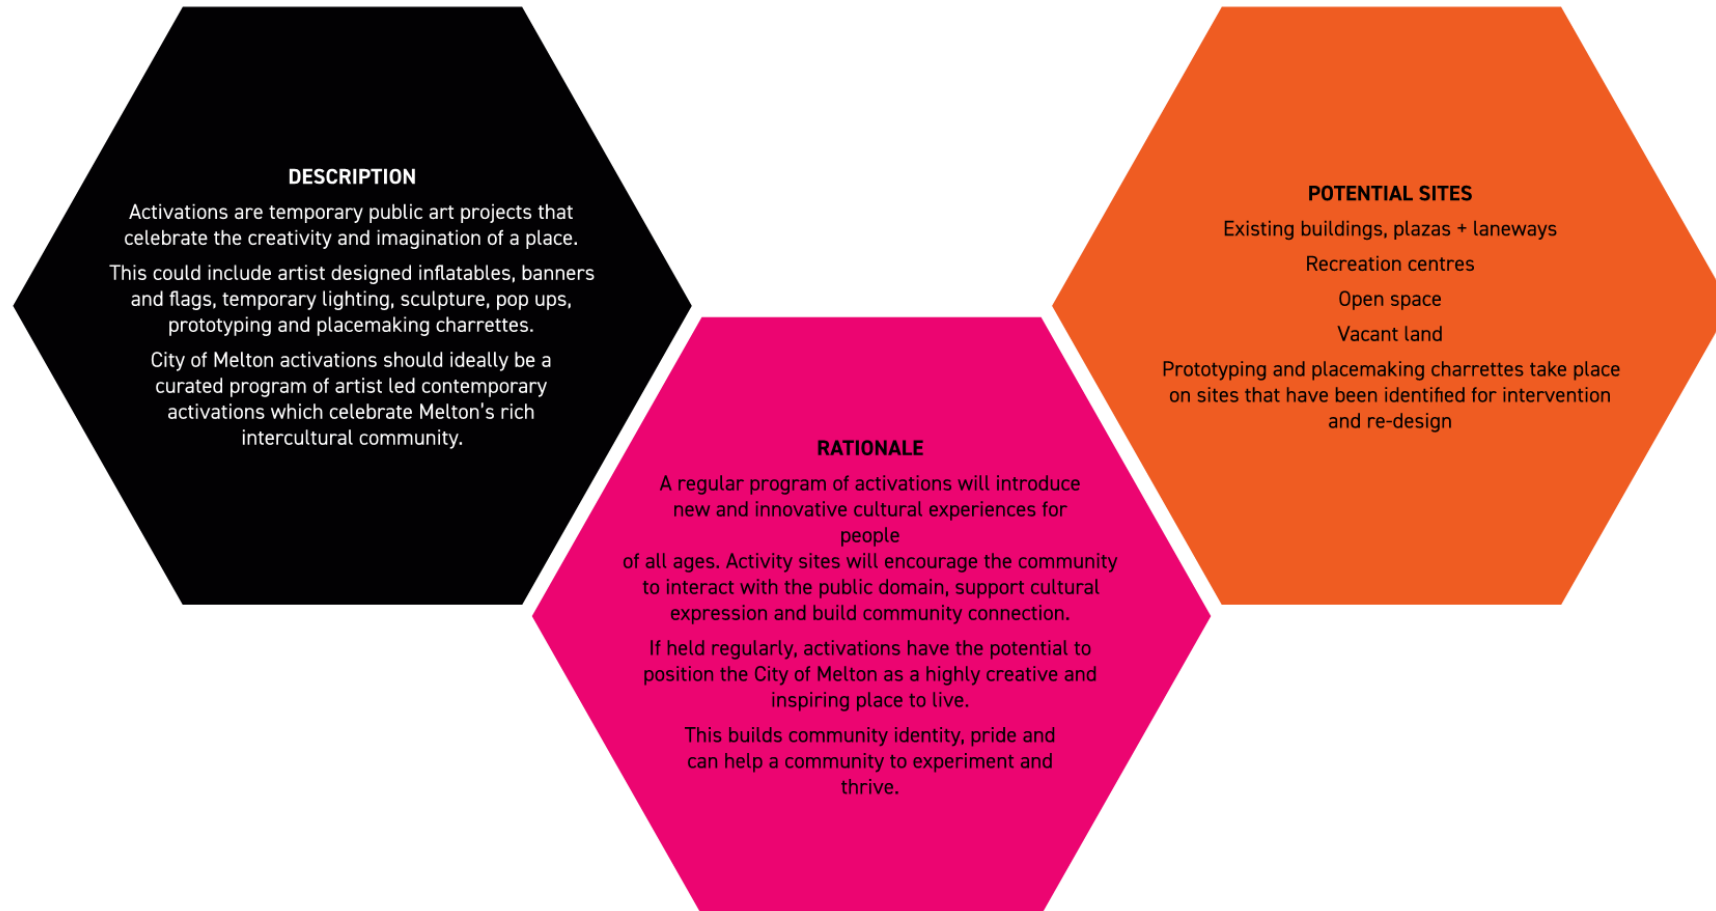 DESCRIPTION
Activations are temporary public art projects that
celebrate the creativity and imagination of a place.
This could include artist designed inflatables, banners
and flags, temporary lighting, sculpture, pop ups,
prototyping and placemaking charrettes.
City of Melton activations should ideally be a
curated program of artist led contemporary
activations which celebrate Melton's rich
intercultural community.
RATIONALE
A regular program of activations will introduce
new and innovative cultural experiences for
people
of all ages. Activity sites will encourage the community
to interact with the public domain, support cultural
expression and build community connection.
If held regularly, activations have the potential to
position the City of Melton as a highly creative and
inspiring place to live.
This builds community identity, pride and
can help a community to experiment and
thrive.
POTENTIAL SITES
Existing buildings, plazas + laneways
Recreation centres
Open space
Vacant land
Prototyping and placemaking charrettes take place
on sites that have been identified for intervention
and re-design